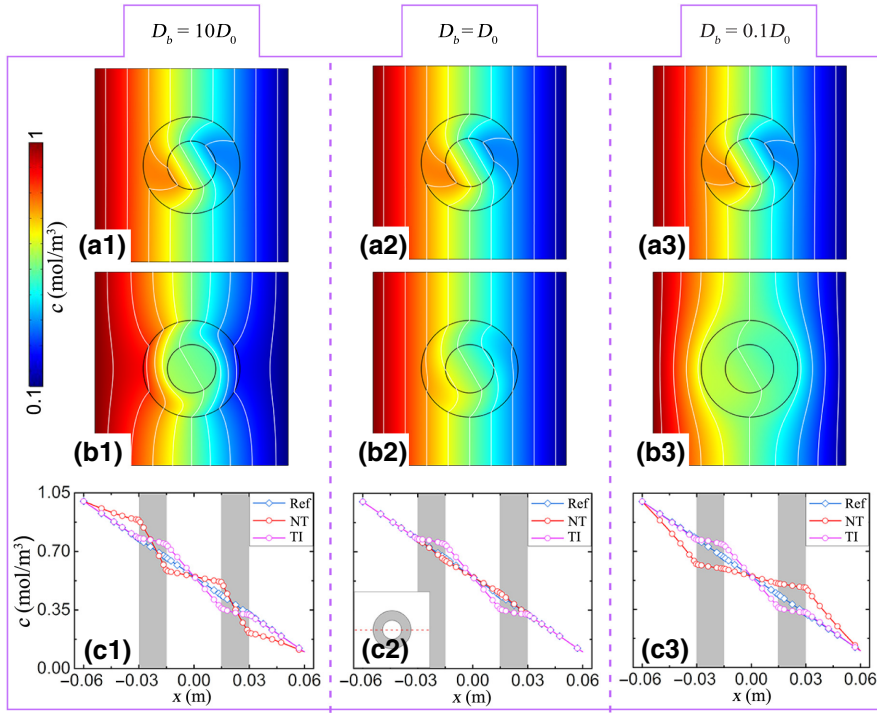 D_b = 10D_0
D_b = D_0
D_b = 0.1D_0
1
c (mol/m³)
0.1
(a1)
(a2)
(a3)
(b1)
(b2)
(b3)
1.05
0.70
0.35
0.00
c (mol/m³)
Ref
NT
TI
(c1)
−0.06 −0.03 0.00 0.03 0.06
x (m)
Ref
NT
TI
(c2)
−0.06 −0.03 0.00 0.03 0.06
x (m)
Ref
NT
TI
(c3)
−0.06 −0.03 0.00 0.03 0.06
x (m)